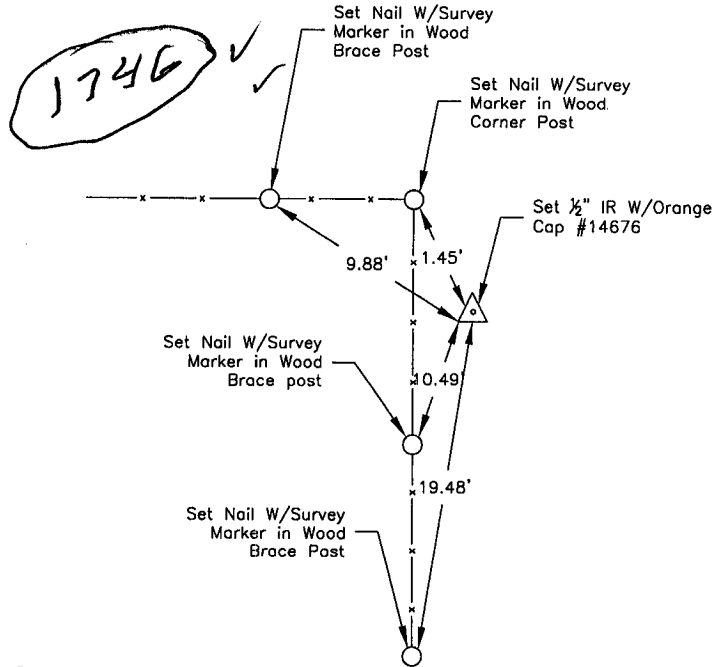 1746
Set Nail W/Survey
Marker in Wood
Brace Post
Set Nail W/Survey
Marker in Wood
Corner Post
Set ½" IR W/Orange
Cap #14676
9.88'
1.45'
Set Nail W/Survey
Marker in Wood
Brace post
10.49'
19.48'
Set Nail W/Survey
Marker in Wood
Brace Post